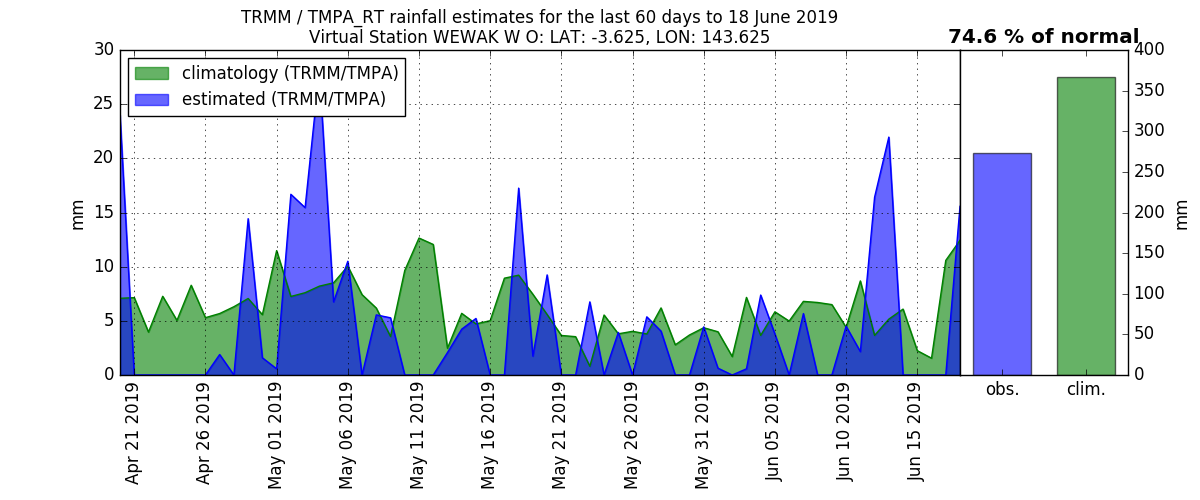 TRMM / TMPA_RT rainfall estimates for the last 60 days to 18 June 2019
Virtual Station WEWAK W O: LAT: -3.625, LON: 143.625
74.6 % of normal
climatology (TRMM/TMPA)
estimated (TRMM/TMPA)
30
25
20
15
10
5
0
mm
400
350
300
250
200
150
100
50
0
mm
Apr 21 2019
Apr 26 2019
May 01 2019
May 06 2019
May 11 2019
May 16 2019
May 21 2019
May 26 2019
May 31 2019
Jun 05 2019
Jun 10 2019
Jun 15 2019
obs.
clim.